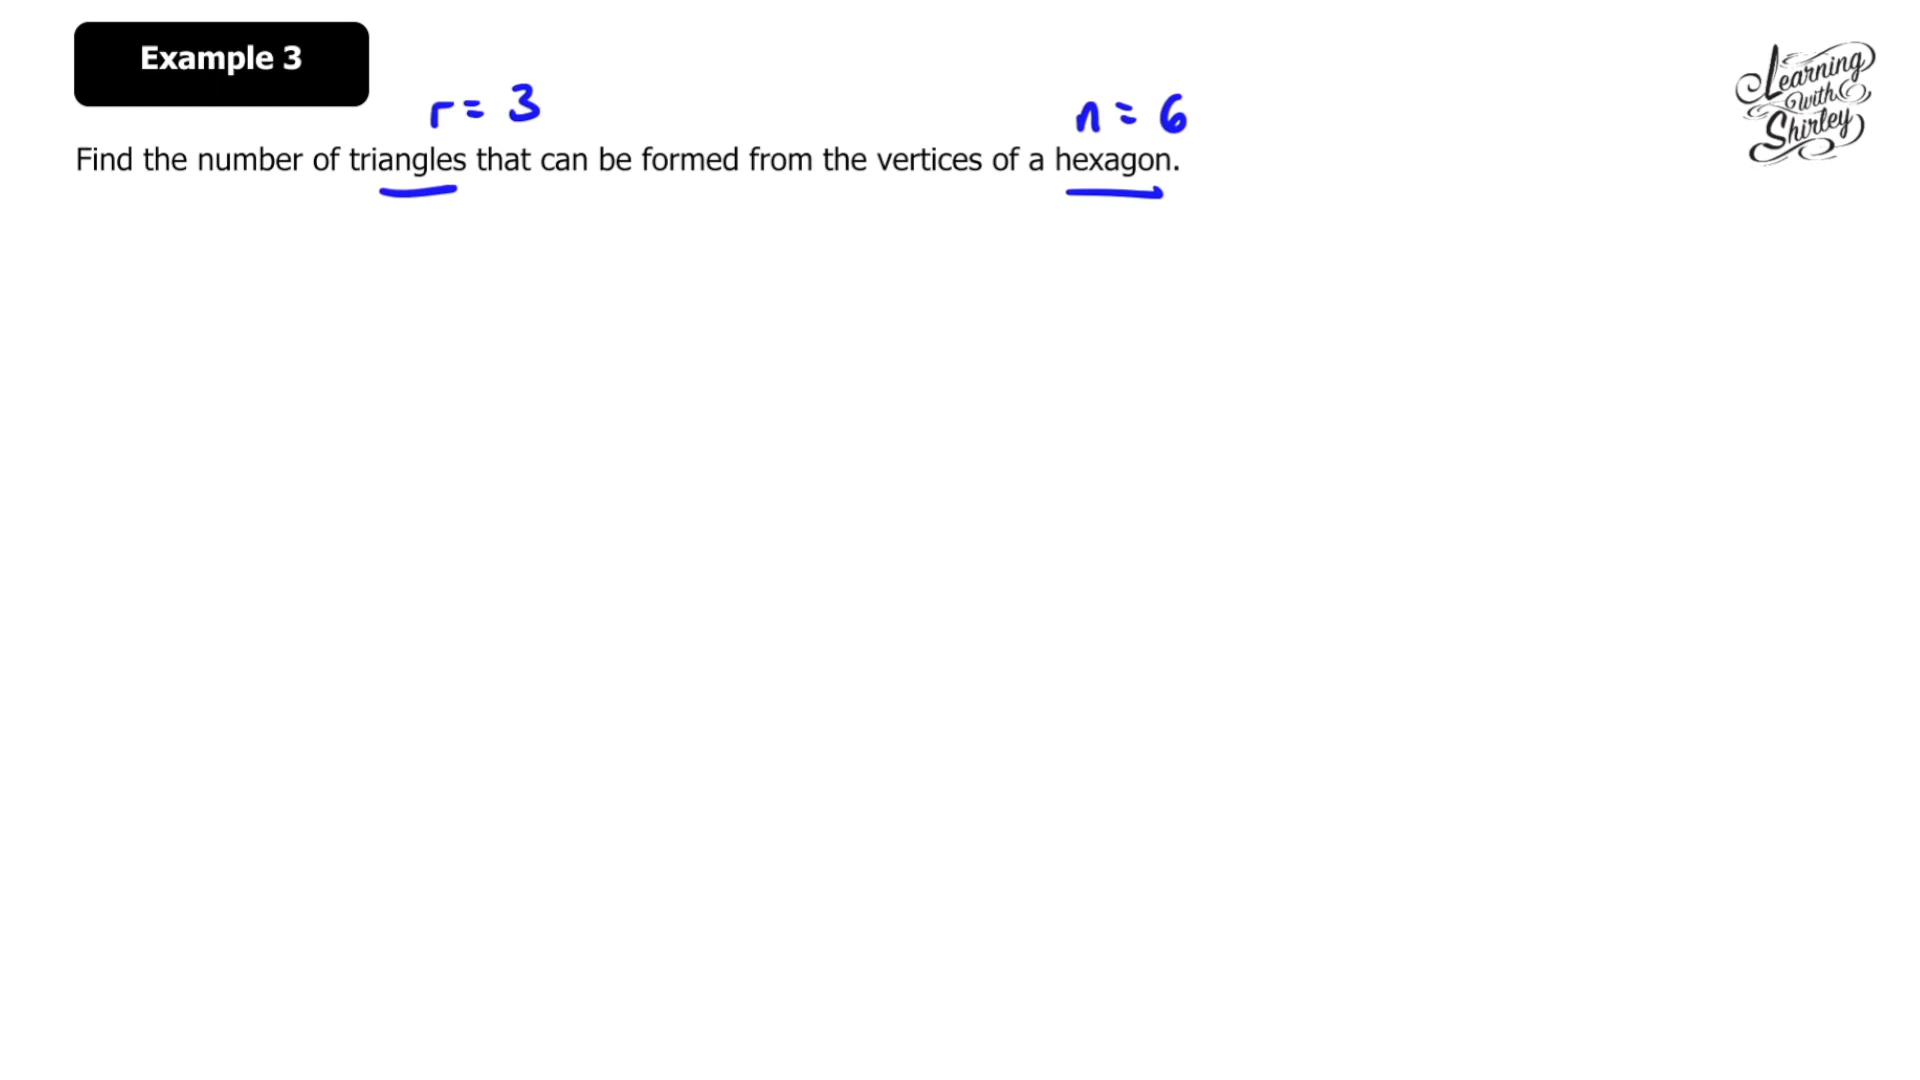 Example 3
r = 3
n = 6
Find the number of triangles that can be formed from the vertices of a hexagon.
Learning
with
Shirley